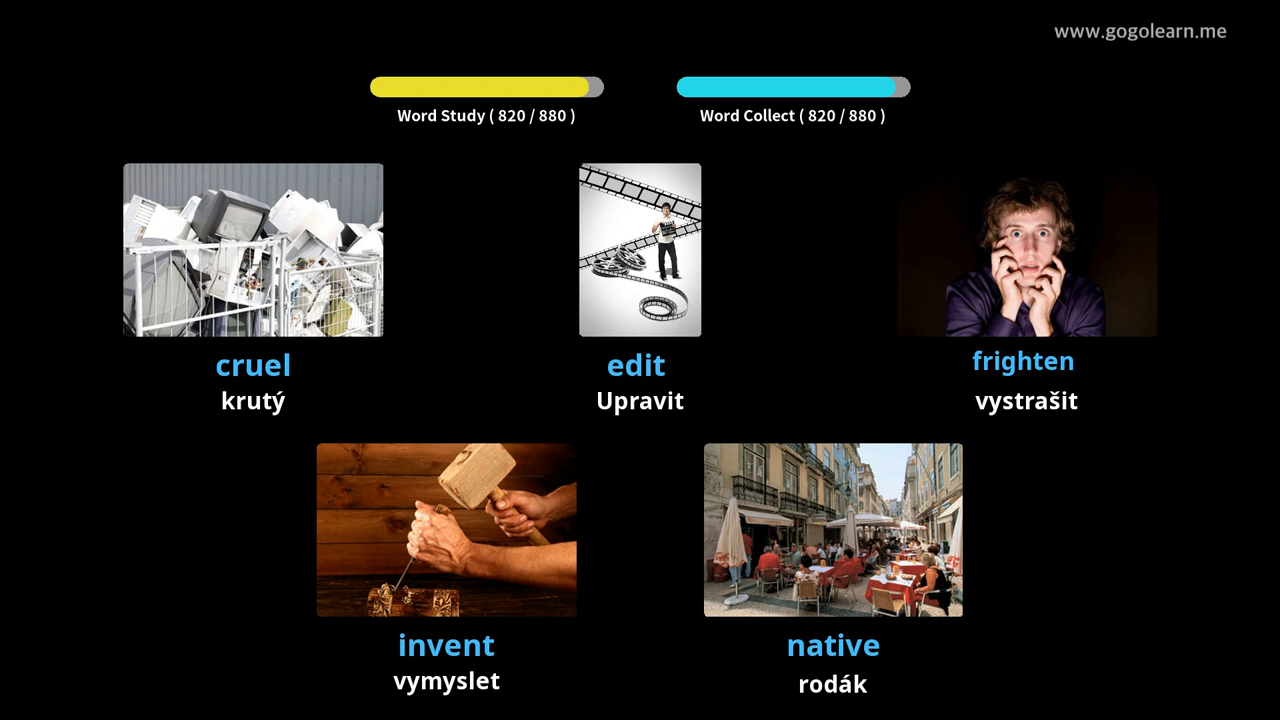 www.gogolearn.me
Word Study ( 820 / 880 )
Word Collect ( 820 / 880 )
cruel
krutý
edit
Upravit
frighten
vystrašit
invent
vymyslet
native
rodák